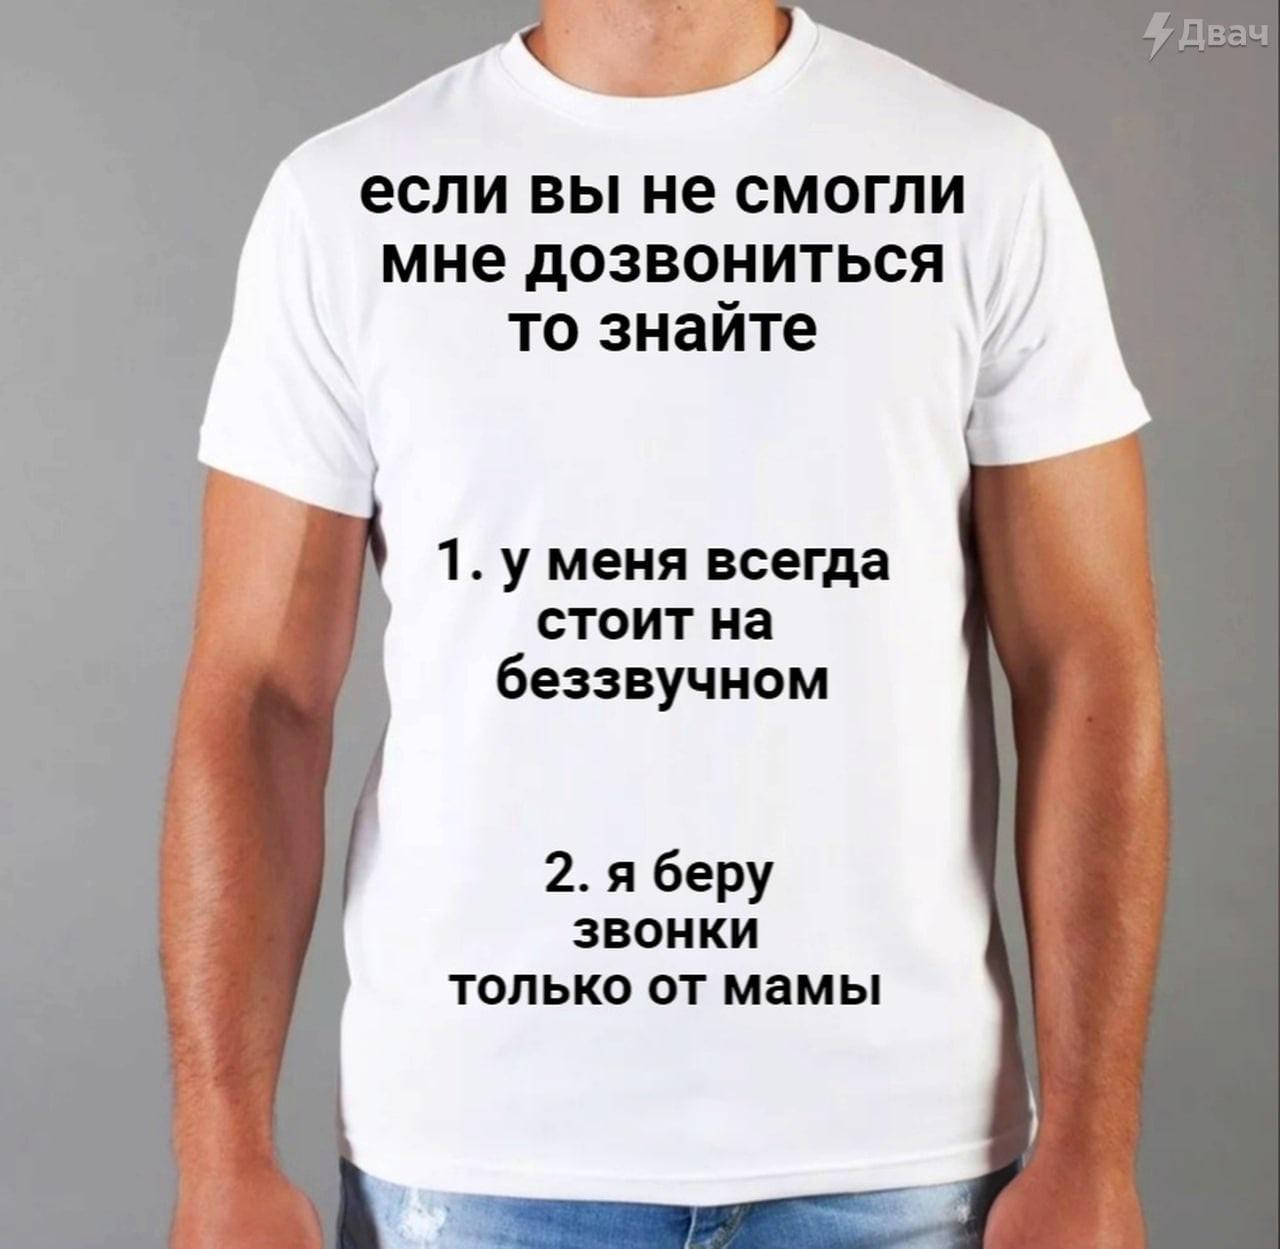 Двач
если вы не смогли
мне дозвониться
то знайте
1. у меня всегда
стоит на
беззвучном
2. я беру
звонки
только от мамы